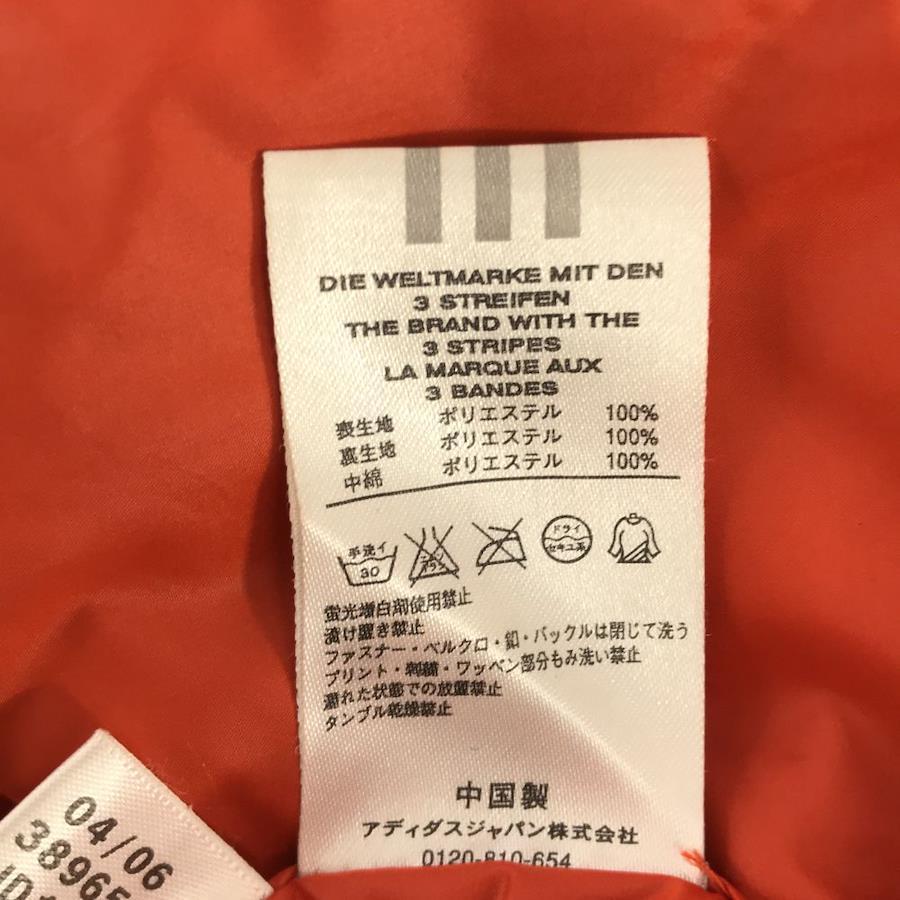 DIE WELTMARKE MIT DEN
3 STREIFEN
THE BRAND WITH THE
3 STRIPES
LA MARQUE AUX
3 BANDES
表生地 ポリエステル 100%
裏生地 ポリエステル 100%
中綿 ポリエステル 100%
手洗イ
30
エンソ
サラシ
ドライ
セキユ系
蛍光増白剤使用禁止
漬け置き禁止
ファスナー・ベルクロ・釦・バックルは閉じて洗う
プリント・刺繍・ワッペン部分もみ洗い禁止
濡れた状態での放置禁止
タンブル乾燥禁止
中国製
アディダスジャパン株式会社
0120-810-654
04/06
38965